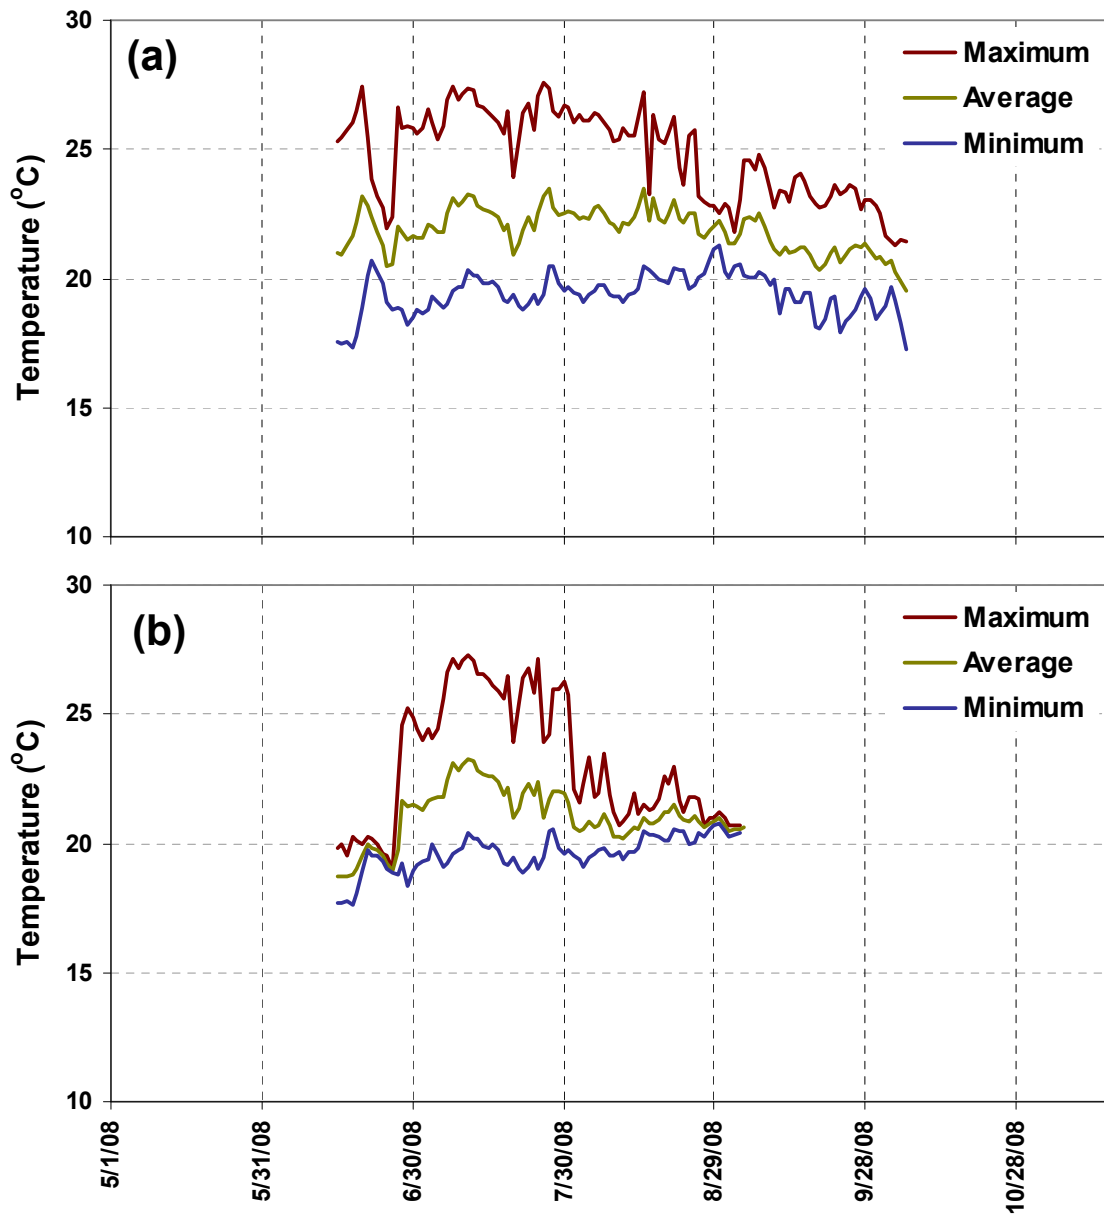 30
(a)
Maximum
Average
Minimum
25
20
15
10
Temperature (°C)
30
(b)
Maximum
Average
Minimum
25
20
15
10
Temperature (°C)
5/1/08
5/31/08
6/30/08
7/30/08
8/29/08
9/28/08
10/28/08